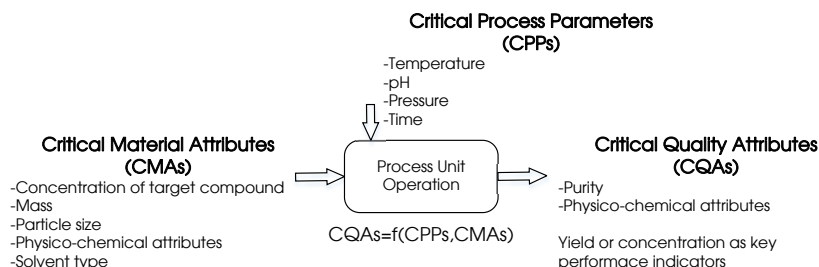 Critical Process Parameters
(CPPs)
-Temperature
-pH
-Pressure
-Time
Critical Material Attributes
(CMAs)
-Concentration of target compound
-Mass
-Particle size
-Physico-chemical attributes
-Solvent type
Process Unit
Operation
CQAs=f(CPPs,CMAs)
Critical Quality Attributes
(CQAs)
-Purity
-Physico-chemical attributes
Yield or concentration as key
performace indicators